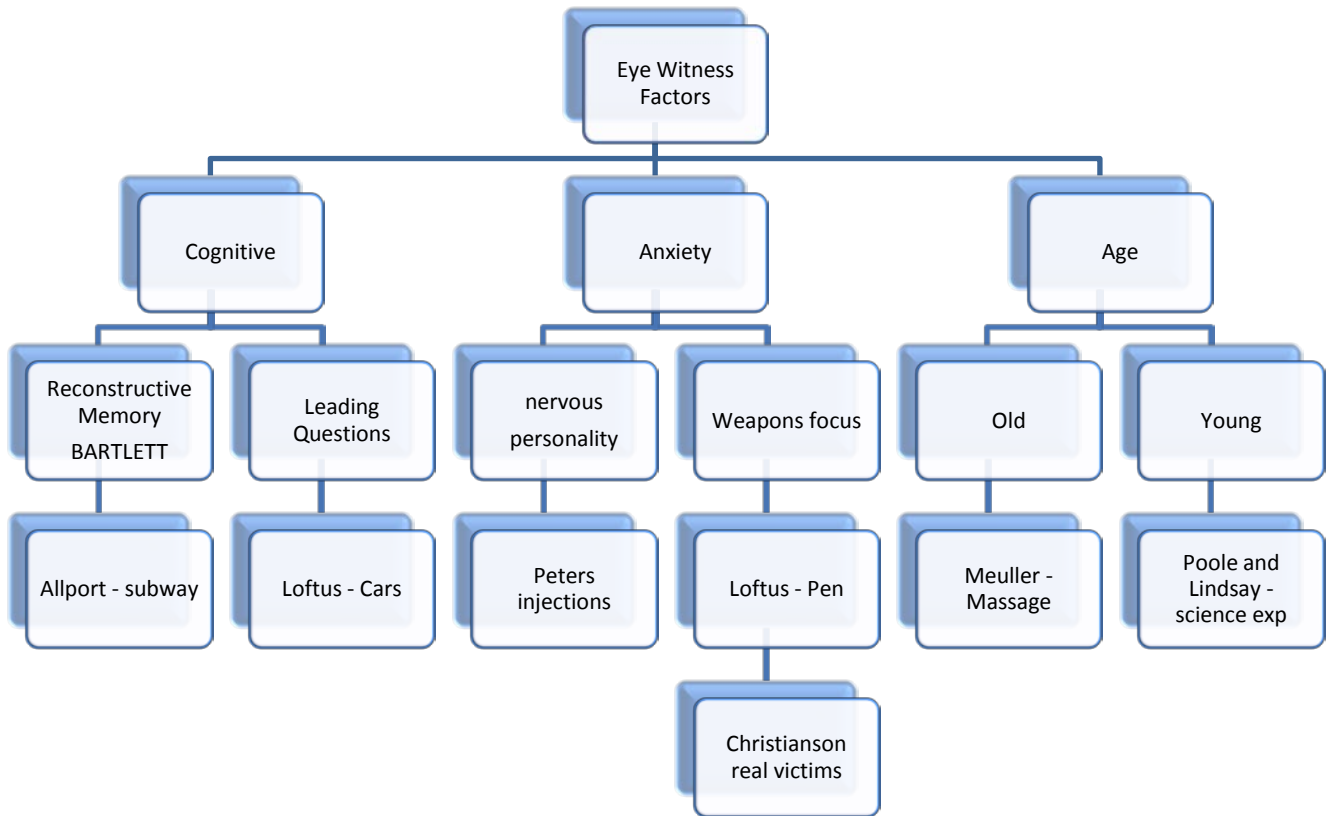 Eye Witness
Factors
Cognitive
Anxiety
Age
Reconstructive
Memory
BARTLETT
Leading
Questions
nervous
personality
Weapons focus
Old
Young
Allport - subway
Loftus - Cars
Peters
injections
Loftus - Pen
Meuller -
Massage
Poole and
Lindsay -
science exp
Christianson
real victims